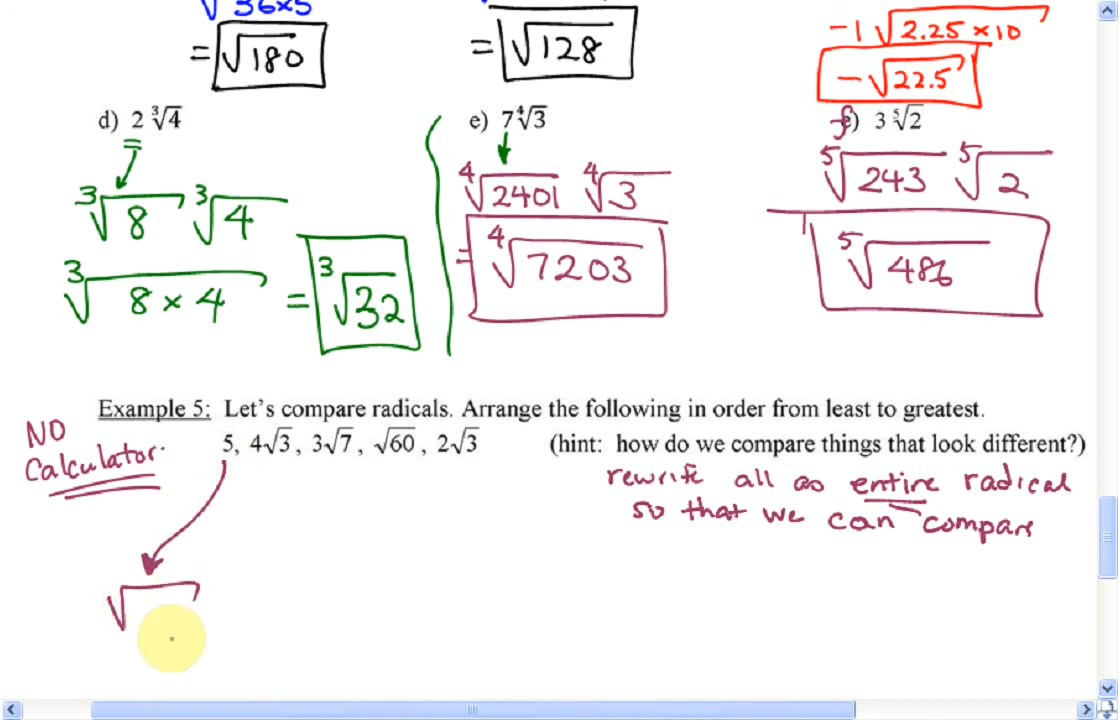 √36×5
= √180
= √128
-1√2.25 × 10
-√22.5
d) 2 ∛4
∛8 ∛4
∛8 × 4 = ∛32
e) 7∜3
∜2401 ∜3
= ∜7203
f) 3 ⁵√2
⁵√243 ⁵√2
⁵√486
Example 5: Let's compare radicals. Arrange the following in order from least to greatest.
NO
Calculator.
5, 4√3, 3√7, √60, 2√3 (hint: how do we compare things that look different?)
rewrite all as entire radical
so that we can compare
√